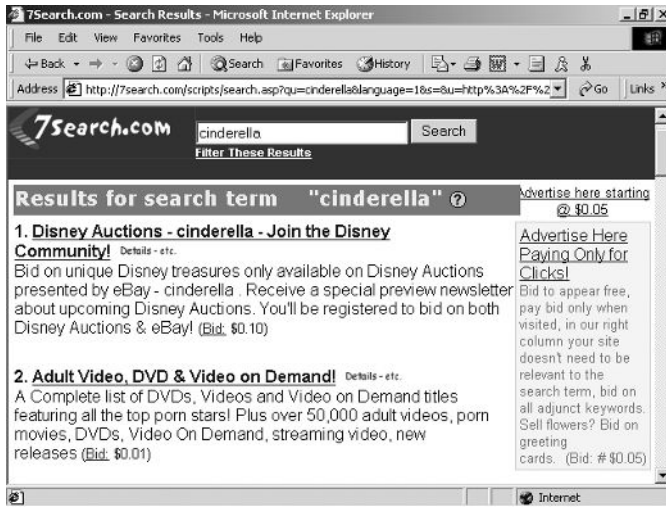 7Search.com - Search Results - Microsoft Internet Explorer
File Edit View Favorites Tools Help
Back Search Favorites History
Address http://7search.com/scripts/search.asp?qu=cinderella&language=1&s=&u=http%3A%2F%2 Go Links
7Search.com cinderella Search
Filter These Results
Results for search term "cinderella" ?
Advertise here starting
@ $0.05
1. Disney Auctions - cinderella - Join the Disney
Community! Details - etc.
Bid on unique Disney treasures only available on Disney Auctions
presented by eBay - cinderella . Receive a special preview newsletter
about upcoming Disney Auctions. You'll be registered to bid on both
Disney Auctions & eBay! (Bid: $0.10)
2. Adult Video, DVD & Video on Demand! Details - etc.
A Complete list of DVDs, Videos and Video on Demand titles
featuring all the top porn stars! Plus over 50,000 adult videos, porn
movies, DVDs, Video On Demand, streaming video, new
releases (Bid: $0.01)
Advertise Here
Paying Only for
Clicks!
Bid to appear free,
pay bid only when
visited, in our right
column your site
doesn't need to be
relevant to the
search term, bid on
all adjunct keywords.
Sell flowers? Bid on
greeting
cards. (Bid: # $0.05)
Internet